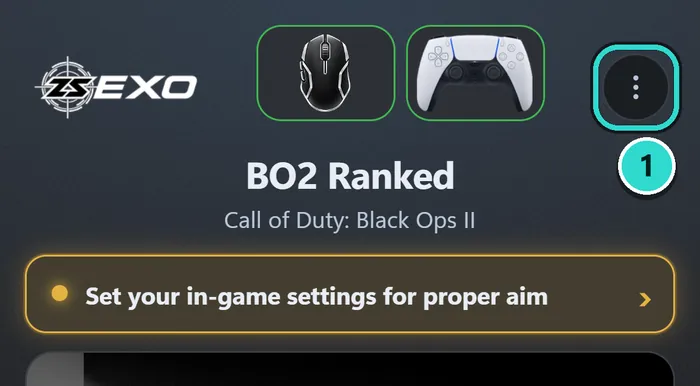 ZSEXO
1
BO2 Ranked
Call of Duty: Black Ops II
Set your in-game settings for proper aim